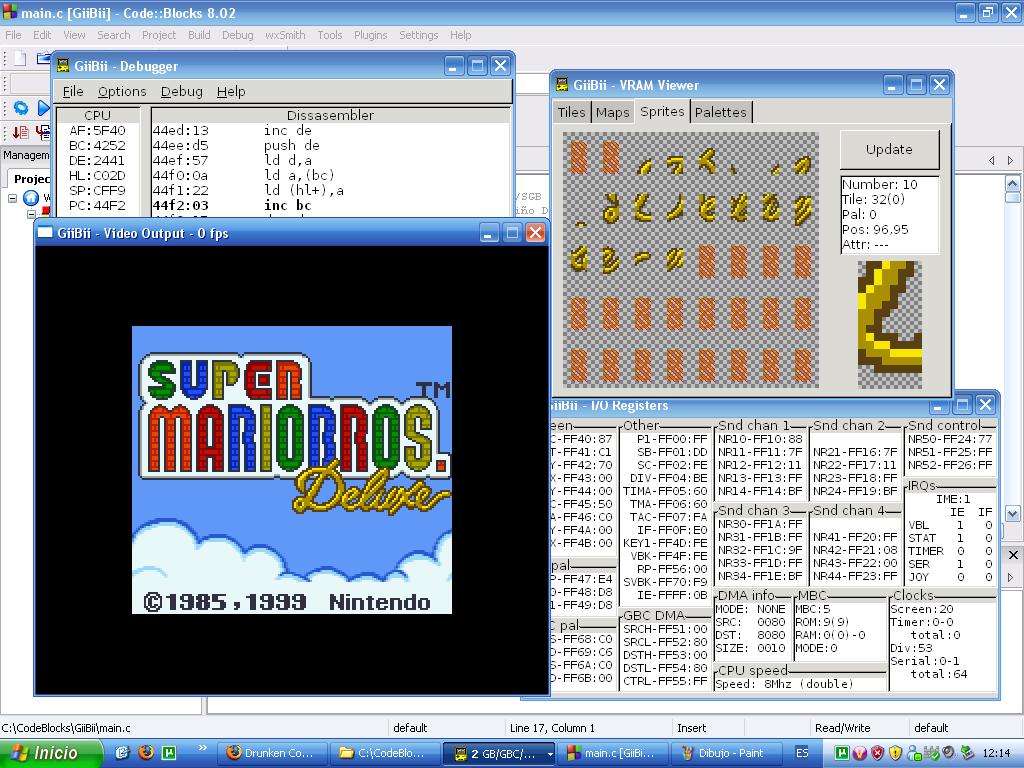 main.c [GiiBii] - Code::Blocks 8.02
File Edit View Search Project Build Debug wxSmith Tools Plugins Settings Help
GiiBii - Debugger
File Options Debug Help
CPU
AF:5F40
BC:4252
DE:2441
HL:C02D
SP:CFF9
PC:44F2
Dissasembler
44ed:13 inc de
44ee:d5 push de
44ef:57 ld d,a
44f0:0a ld a,(bc)
44f1:22 ld (hl+),a
44f2:03 inc bc
Managem
Projec
GiiBii - VRAM Viewer
Tiles Maps Sprites Palettes
Update
Number: 10
Tile: 32(0)
Pal: 0
Pos: 96,95
Attr: ---
GiiBii - Video Output - 0 fps
SUPER
MARIO BROS.
TM
Deluxe
©1985,1999 Nintendo
iiBii - I/O Registers
een
C-FF40:87
T-FF41:C1
Y-FF42:70
X-FF43:00
Y-FF44:00
C-FF45:50
A-FF46:C0
Y-FF4A:00
X-FF4B:00
pal
P-FF47:E4
0-FF48:D8
1-FF49:D8
C pal
S-FF68:C0
D-FF69:C6
S-FF6A:C0
D-FF6B:00
Other
P1-FF00:FF
SB-FF01:DD
SC-FF02:FE
DIV-FF04:BE
TIMA-FF05:60
TMA-FF06:60
TAC-FF07:FA
IF-FF0F:E0
KEY1-FF4D:FE
VBK-FF4F:FE
RP-FF56:00
SVBK-FF70:F9
IE-FFFF:0B
GBC DMA
SRCH-FF51:00
SRCL-FF52:80
DSTH-FF53:00
DSTL-FF54:80
CTRL-FF55:FF
Snd chan 1
NR10-FF10:88
NR11-FF11:7F
NR12-FF12:11
NR13-FF13:FF
NR14-FF14:BF
Snd chan 2
NR21-FF16:7F
NR22-FF17:11
NR23-FF18:FF
NR24-FF19:BF
Snd control
NR50-FF24:77
NR51-FF25:FF
NR52-FF26:FF
Snd chan 3
NR30-FF1A:FF
NR31-FF1B:FF
NR32-FF1C:9F
NR33-FF1D:FF
NR34-FF1E:BF
Snd chan 4
NR41-FF20:FF
NR42-FF21:08
NR43-FF22:00
NR44-FF23:FF
IRQs
IME:1
IE IF
VBL 1 0
STAT 1 0
TIMER 0 0
SER 1 0
JOY 0 0
DMA info
MODE: NONE
SRC: 0080
DST: 8080
SIZE: 0010
MBC
MBC:5
ROM:9(9)
RAM:0(0)-0
MODE:0
CPU speed
Speed: 8Mhz (double)
Clocks
Screen:20
Timer:0-0
total:0
Div:53
Serial:0-1
total:64
C:\CodeBlocks\GiiBii\main.c default Line 17, Column 1 Insert Read/Write default
Inicio Drunken Co... C:\CodeBlo... 2 GB/GBC/... main.c [GiiBi... Dibujo - Paint ES 12:14